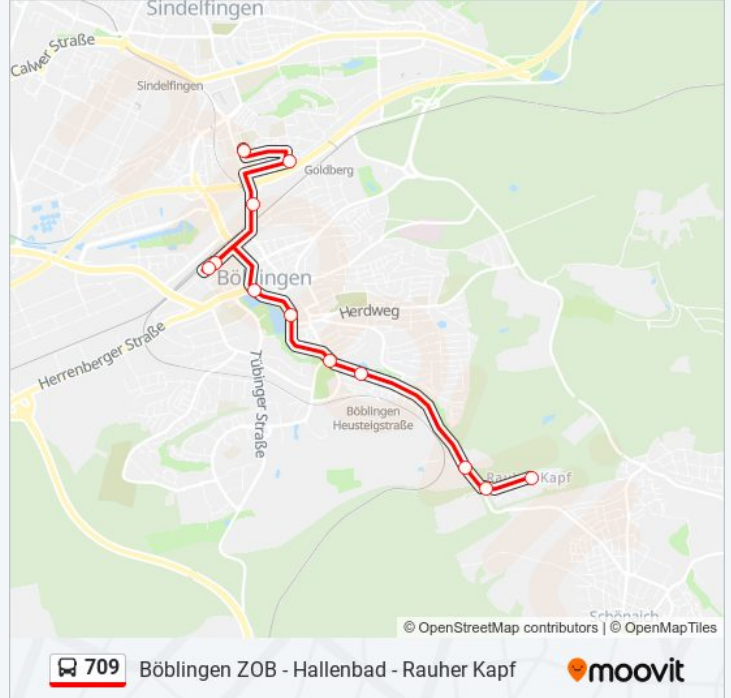 Sindelfingen
Calwer Straße
Sindelfingen
Goldberg
Böblingen
Herdweg
Herrenberger Straße
Tübinger Straße
Böblingen
Heusteigstraße
Kapf
Schönaich
© OpenStreetMap contributors | © OpenMapTiles
709 Böblingen ZOB - Hallenbad - Rauher Kapf moovit